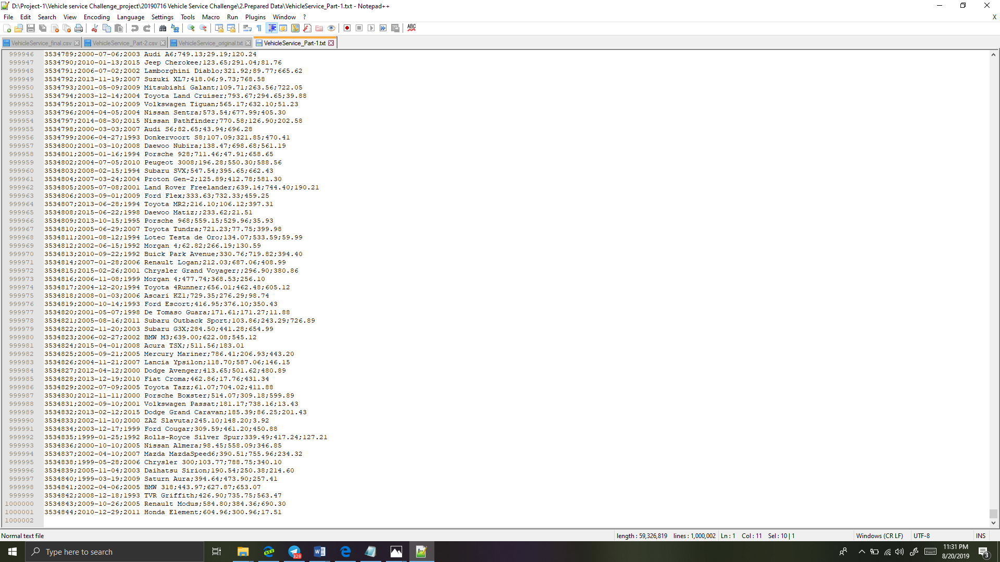 D:\Project-1\Vehicle service Challenge_project\20190716 Vehicle Service Challenge\2.Prepared Data\VehicleService_Part-1.txt - Notepad++
File Edit Search View Encoding Language Settings Tools Macro Run Plugins Window ? X
VehicleService_final.csv VehicleService_Part-2.csv VehicleService_original.txt VehicleService_Part-1.txt
999946 3534789;2000-07-06;2003 Audi A6;749.13;29.19;120.24
999947 3534790;2010-01-13;2015 Jeep Cherokee;123.65;291.04;81.76
999948 3534791;2006-07-02;2002 Lamborghini Diablo;321.92;89.77;665.62
999949 3534792;2013-11-19;2007 Suzuki XL7;418.06;9.73;768.58
999950 3534793;2001-05-09;2009 Mitsubishi Galant;109.71;263.56;722.05
999951 3534794;2003-12-14;2004 Toyota Land Cruiser;793.67;294.65;39.88
999952 3534795;2013-02-10;2009 Volkswagen Tiguan;565.17;632.10;51.23
999953 3534796;2004-04-05;2004 Nissan Sentra;573.54;677.99;405.30
999954 3534797;2014-08-30;2015 Nissan Pathfinder;770.58;126.90;202.58
999955 3534798;2000-03-03;2007 Audi S6;82.65;43.94;696.28
999956 3534799;2006-04-27;1993 Donkervoort S8;107.09;321.85;470.41
999957 3534800;2001-03-10;2008 Daewoo Nubira;138.47;698.68;561.19
999958 3534801;2005-01-16;1994 Porsche 928;711.46;47.91;658.65
999959 3534802;2004-07-05;2010 Peugeot 3008;196.28;550.30;588.56
999960 3534803;2008-02-15;1994 Subaru SVX;547.54;395.65;662.43
999961 3534804;2007-03-24;2004 Proton Gen-2;125.89;412.78;581.30
999962 3534805;2005-07-08;2001 Land Rover Freelander;639.14;744.40;190.21
999963 3534806;2003-09-01;2009 Ford Flex;333.63;732.33;459.25
999964 3534807;2013-06-28;1994 Toyota MR2;216.10;106.12;397.31
999965 3534808;2015-06-22;1998 Daewoo Matiz;;233.62;21.51
999966 3534809;2013-10-15;1995 Porsche 968;559.15;529.96;35.93
999967 3534810;2005-06-29;2007 Toyota Tundra;721.23;77.75;399.98
999968 3534811;2001-08-12;1994 Lotec Testa de Oro;134.07;533.59;59.99
999969 3534812;2002-06-15;1992 Morgan 4;62.82;266.19;130.59
999970 3534813;2010-09-22;1992 Buick Park Avenue;330.76;719.82;394.40
999971 3534814;2007-01-28;2006 Renault Logan;212.03;687.06;408.99
999972 3534815;2015-02-26;2001 Chrysler Grand Voyager;;296.90;380.86
999973 3534816;2006-11-08;1999 Morgan 4;477.74;368.53;256.10
999974 3534817;2004-12-20;1994 Toyota 4Runner;656.01;462.48;605.12
999975 3534818;2008-01-03;2006 Ascari KZ1;729.35;276.29;98.74
999976 3534819;2000-10-14;1993 Ford Escort;416.95;376.10;350.43
999977 3534820;2001-05-07;1998 De Tomaso Guara;171.61;171.27;11.88
999978 3534821;2005-08-16;2011 Subaru Outback Sport;103.86;243.29;726.89
999979 3534822;2002-11-20;2003 Subaru G3X;284.50;441.28;654.99
999980 3534823;2006-02-27;2002 BMW M3;639.00;622.08;545.12
999981 3534824;2015-04-01;2008 Acura TSX;;511.56;183.01
999982 3534825;2005-09-21;2005 Mercury Mariner;786.41;206.93;443.20
999983 3534826;2004-11-21;2007 Lancia Ypsilon;118.70;587.06;146.15
999984 3534827;2012-04-12;2000 Dodge Avenger;413.65;501.62;480.89
999985 3534828;2013-12-19;2010 Fiat Croma;462.86;17.76;431.34
999986 3534829;2002-07-09;2005 Toyota Tazz;61.07;704.02;411.88
999987 3534830;2012-11-11;2000 Porsche Boxster;514.07;309.18;599.89
999988 3534831;2002-09-10;2001 Volkswagen Passat;181.17;738.16;13.43
999989 3534832;2013-02-12;2015 Dodge Grand Caravan;185.39;86.25;201.43
999990 3534833;2002-11-10;2000 ZAZ Slavuta;245.10;148.20;3.92
999991 3534834;2003-12-17;1999 Ford Cougar;309.59;461.20;450.88
999992 3534835;1999-01-25;1992 Rolls-Royce Silver Spur;339.49;417.24;127.21
999993 3534836;2000-10-10;2005 Nissan Almera;98.45;558.09;346.85
999994 3534837;2002-04-10;2007 Mazda MazdaSpeed6;390.51;755.96;234.32
999995 3534838;1999-05-28;2006 Chrysler 300;103.77;788.75;340.10
999996 3534839;2005-11-04;2003 Daihatsu Sirion;190.54;250.38;214.60
999997 3534840;1999-03-19;2009 Saturn Aura;394.64;473.90;257.41
999998 3534841;2002-04-06;2005 BMW 318;443.97;627.87;653.07
999999 3534842;2008-12-18;1993 TVR Griffith;426.90;735.75;563.47
1000000 3534843;2009-10-26;2005 Renault Modus;584.80;384.36;690.30
1000001 3534844;2010-12-29;2011 Honda Element;604.96;300.96;17.51
1000002
Normal text file length : 59,326,819 lines : 1,000,002 Ln : 1 Col : 11 Sel : 10 | 1 Windows (CR LF) UTF-8 INS
Type here to search 329 11:31 PM
8/20/2019 3